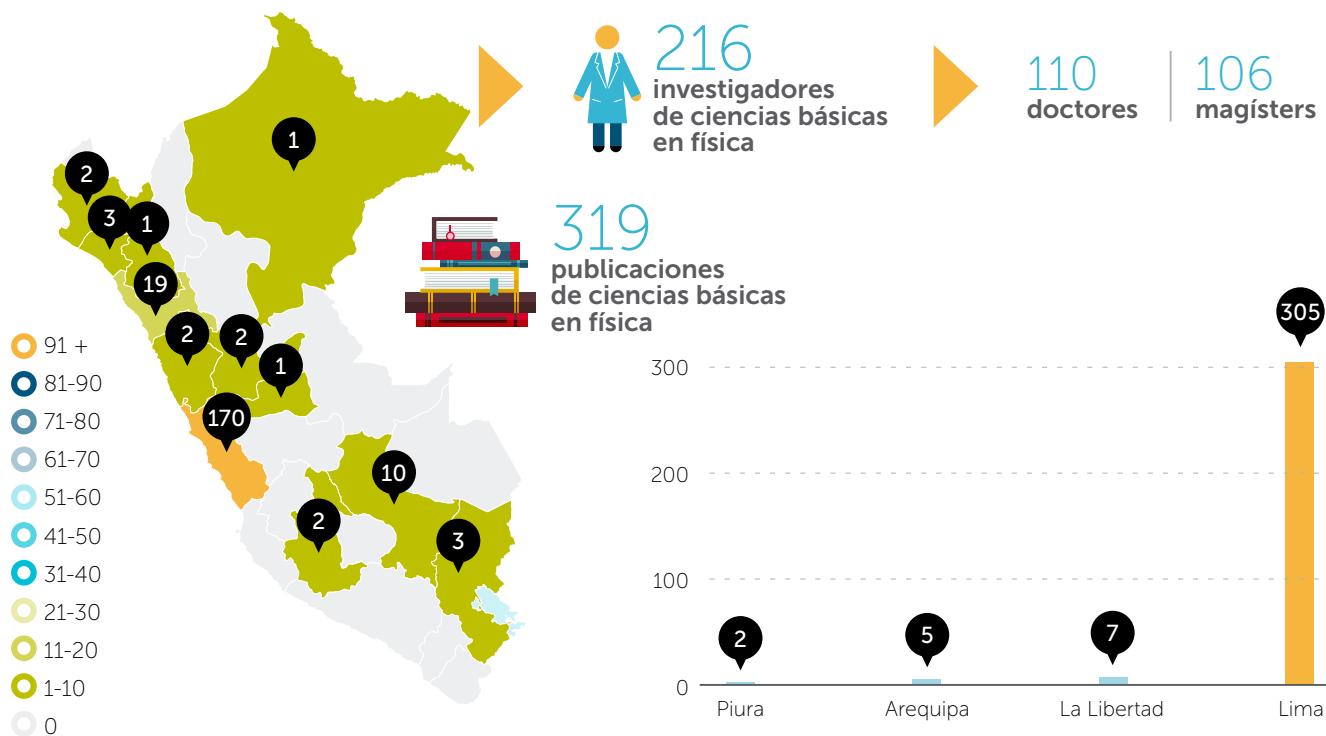 216
investigadores
de ciencias básicas
en física
110
doctores
106
magísters
319
publicaciones
de ciencias básicas
en física
1
2
3
1
19
2
2
1
170
10
2
3
91 +
81-90
71-80
61-70
51-60
41-50
31-40
21-30
11-20
1-10
0
305
300
200
100
0
2
5
7
Piura
Arequipa
La Libertad
Lima